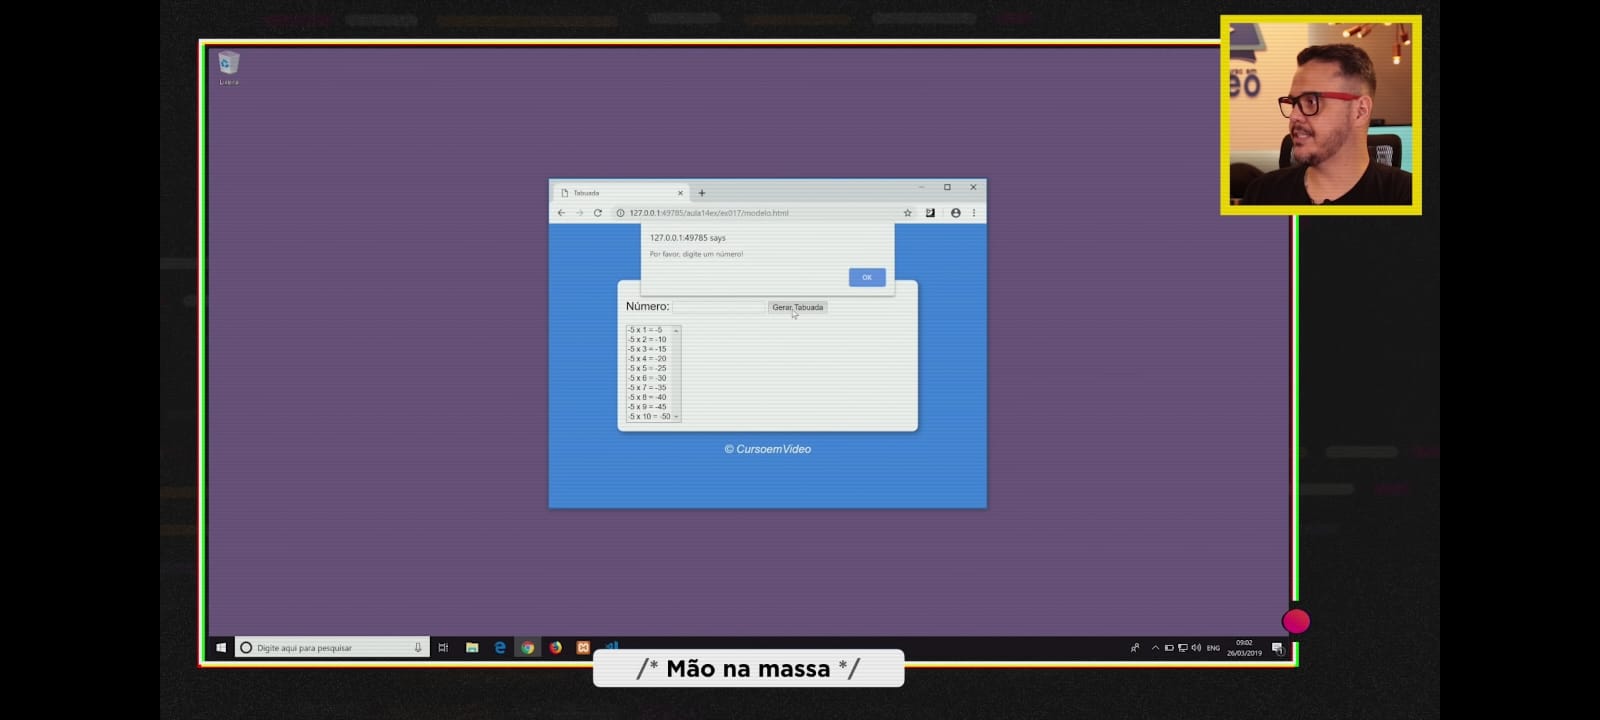 Lixeira
eo
Tabuada
127.0.0.1:49785/aula14ex/ex017/modelo.html
127.0.0.1:49785 says
Por favor, digite um número!
OK
Número:
Gerar Tabuada
-5 x 1 = -5
-5 x 2 = -10
-5 x 3 = -15
-5 x 4 = -20
-5 x 5 = -25
-5 x 6 = -30
-5 x 7 = -35
-5 x 8 = -40
-5 x 9 = -45
-5 x 10 = -50
© CursoemVideo
Digite aqui para pesquisar
ENG
09:02
26/03/2019
/* Mão na massa */